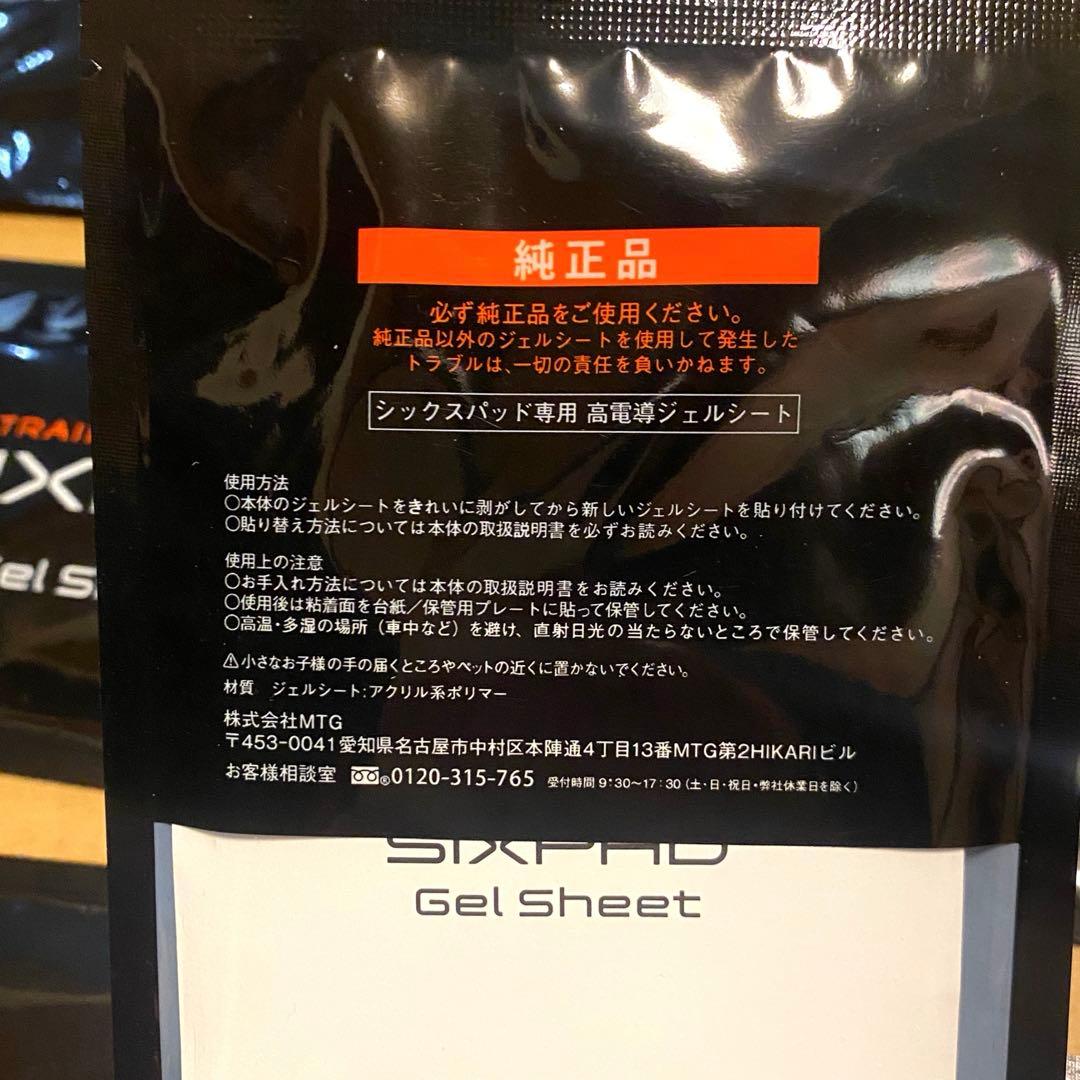 純正品
必ず純正品をご使用ください。
純正品以外のジェルシートを使用して発生した
トラブルは、一切の責任を負いかねます。
シックスパッド専用 高電導ジェルシート
使用方法
○本体のジェルシートをきれいに剥がしてから新しいジェルシートを貼り付けてください。
○貼り替え方法については本体の取扱説明書を必ずお読みください。
使用上の注意
○お手入れ方法については本体の取扱説明書をお読みください。
○使用後は粘着面を台紙/保管用プレートに貼って保管してください。
○高温・多湿の場所(車中など)を避け、直射日光の当たらないところで保管してください。
⚠小さなお子様の手の届くところやペットの近くに置かないでください。
材質 ジェルシート:アクリル系ポリマー
株式会社MTG
〒453-0041愛知県名古屋市中村区本陣通4丁目13番MTG第2HIKARIビル
お客様相談室 ®0120-315-765 受付時間 9:30~17:30(土・日・祝日・弊社休業日を除く)
SIXPAD
Gel Sheet
TRAI
IX
Gel S